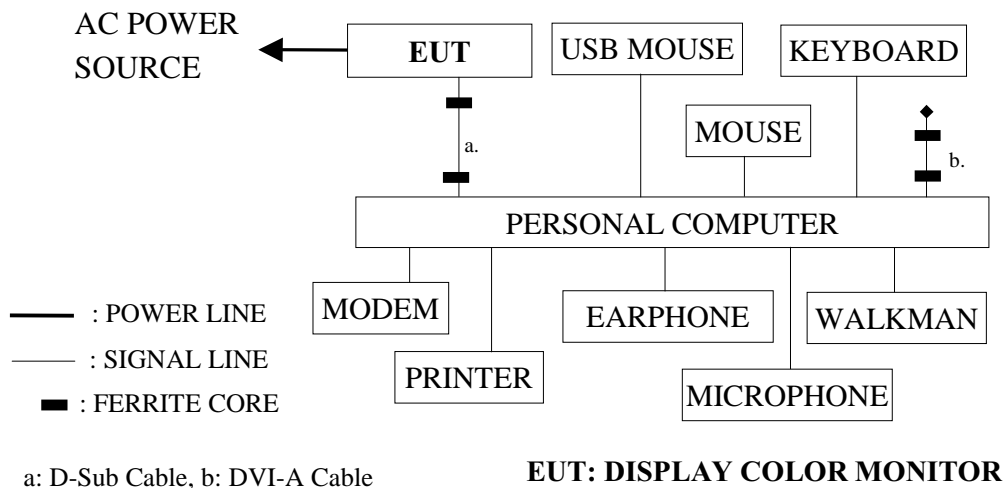 AC POWER
SOURCE
EUT
USB MOUSE
KEYBOARD
MOUSE
a.
b.
PERSONAL COMPUTER
MODEM
EARPHONE
WALKMAN
PRINTER
MICROPHONE
: POWER LINE
: SIGNAL LINE
: FERRITE CORE
a: D-Sub Cable, b: DVI-A Cable
EUT: DISPLAY COLOR MONITOR